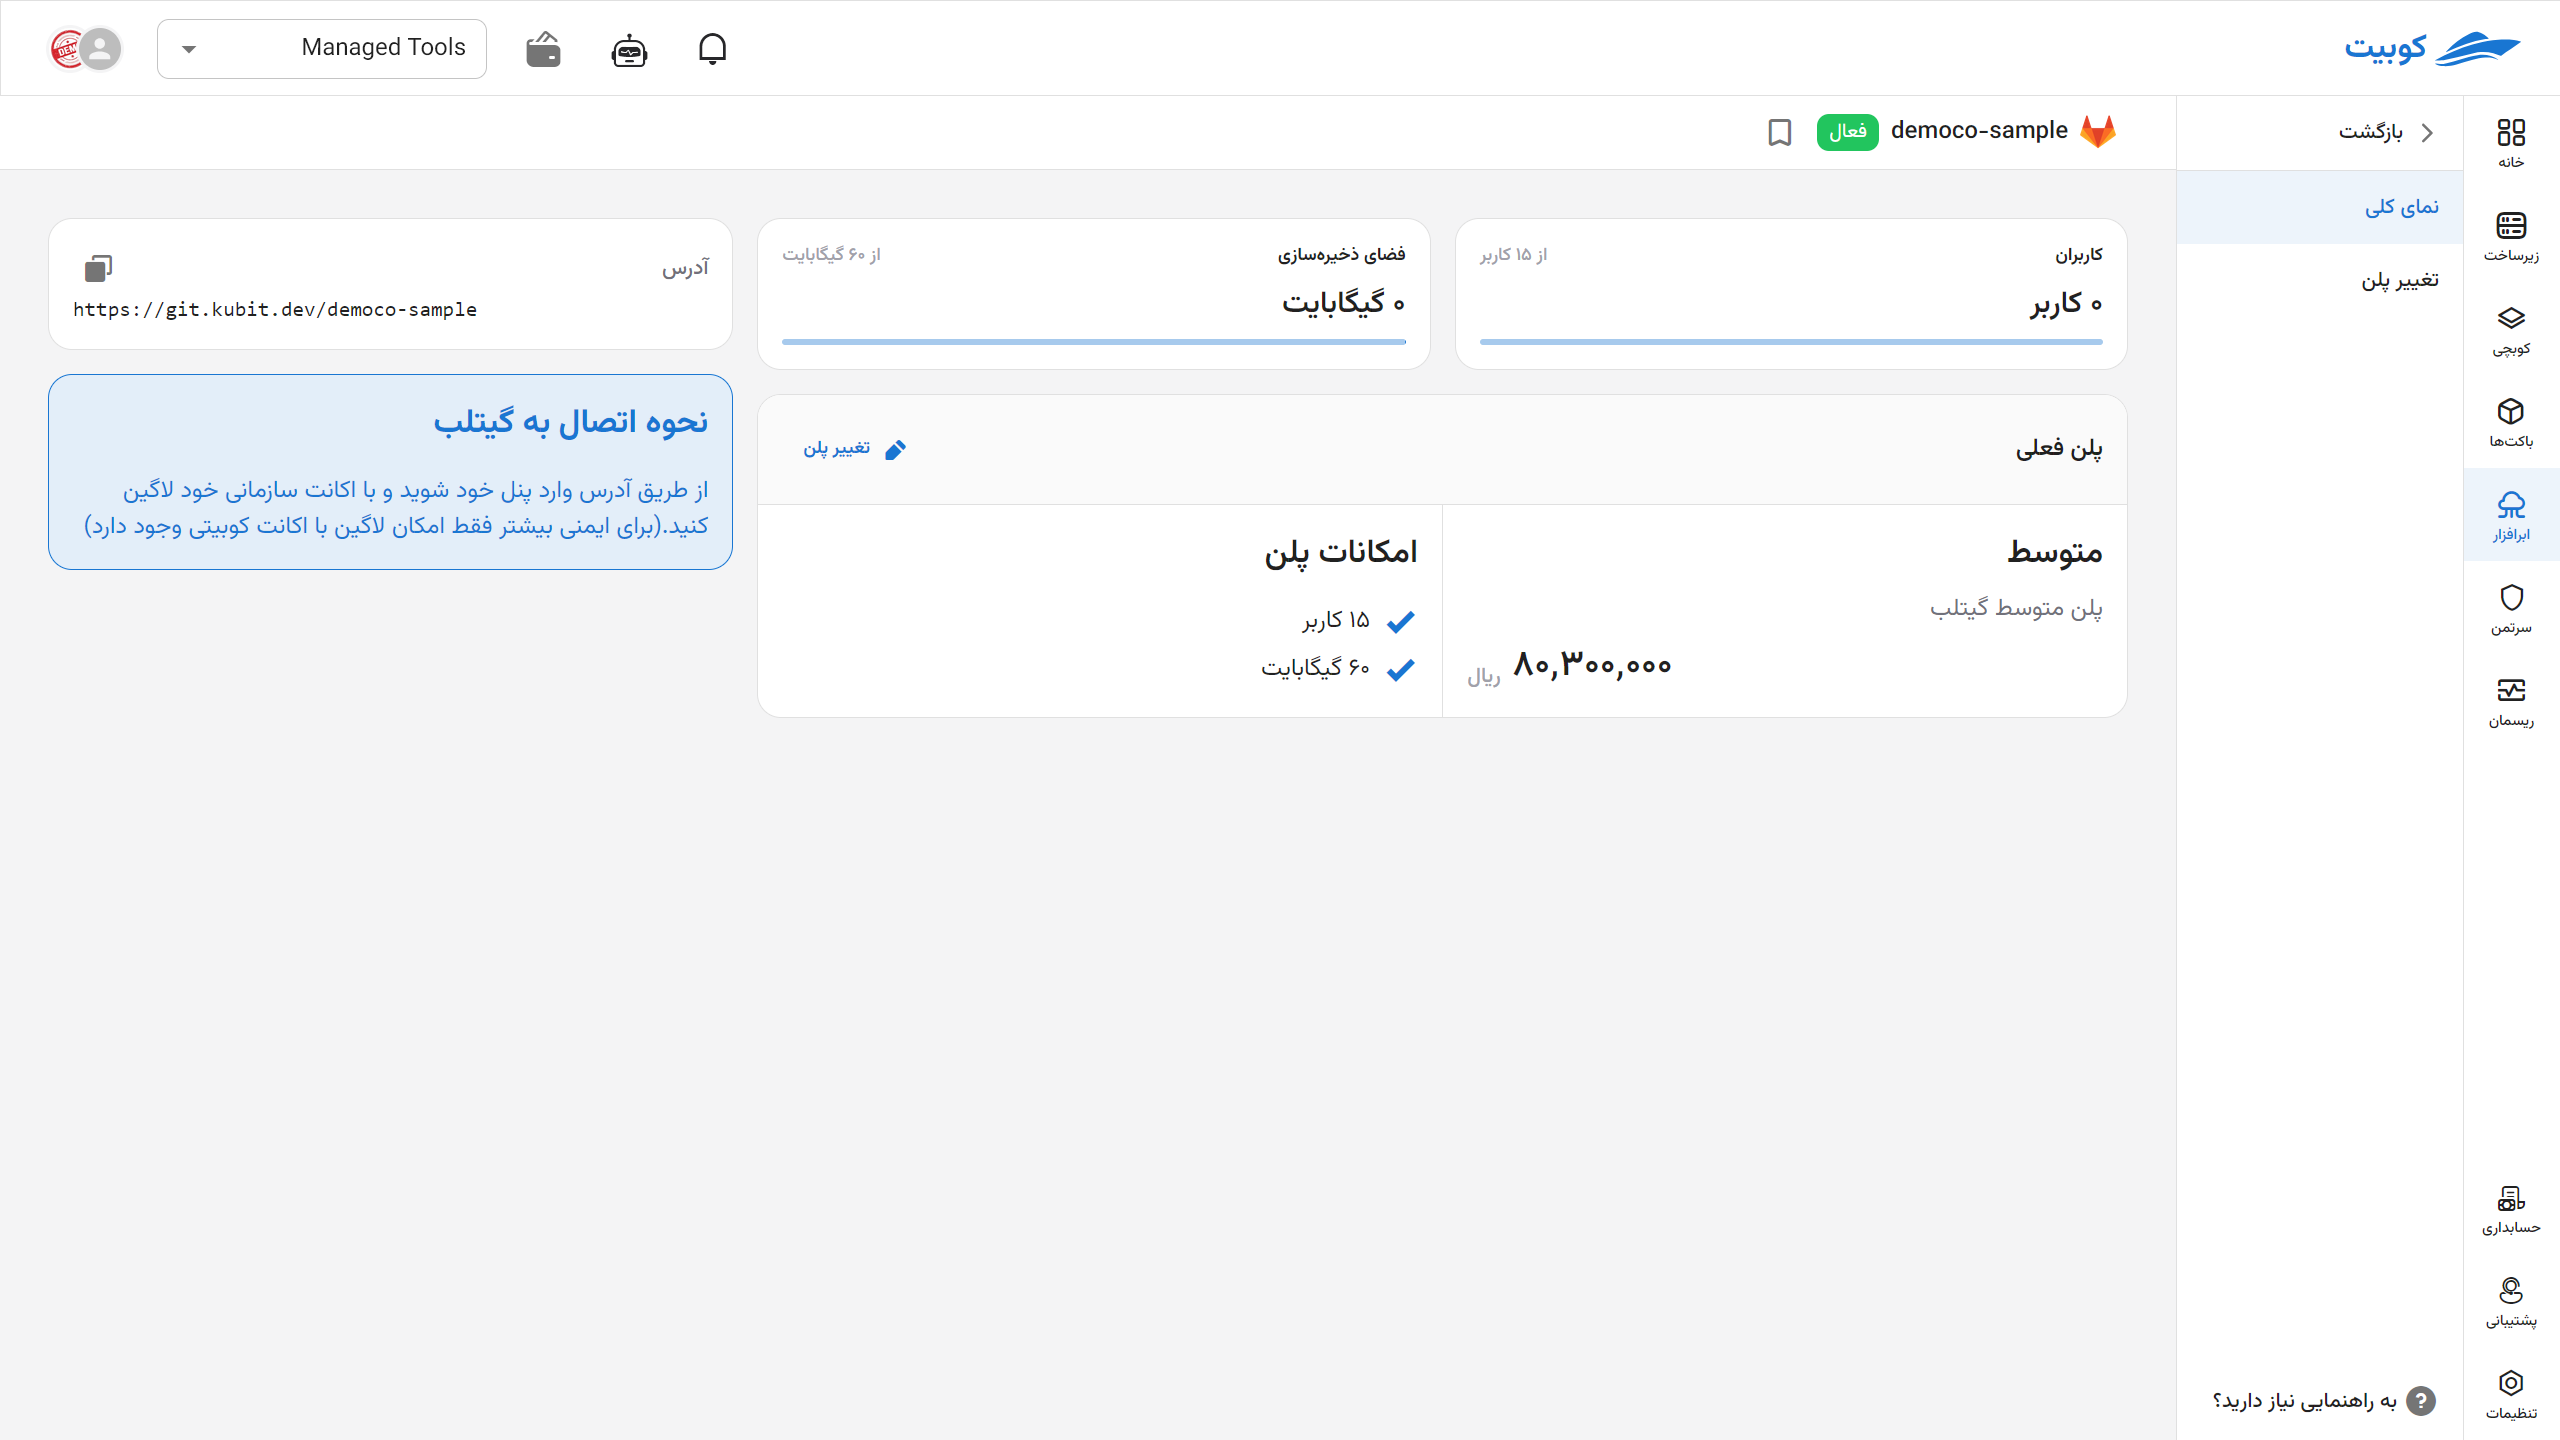 کوبیت
Managed Tools
DEMO
خانه
زیرساخت
کوبچی
باکت‌ها
ابرافزار
سرتمن
ریسمان
حسابداری
پشتیبانی
تنظیمات
بازگشت
نمای کلی
تغییر پلن
به راهنمایی نیاز دارید؟
democo-sample
فعال
کاربران
از ۱۵ کاربر
۰ کاربر
فضای ذخیره‌سازی
از ۶۰ گیگابایت
۰ گیگابایت
آدرس
https://git.kubit.dev/democo-sample
پلن فعلی
تغییر پلن
متوسط
پلن متوسط گیتلب
۸۰,۳۰۰,۰۰۰ ریال
امکانات پلن
۱۵ کاربر
۶۰ گیگابایت
نحوه اتصال به گیتلب
از طریق آدرس وارد پنل خود شوید و با اکانت سازمانی خود لاگین
کنید.(برای ایمنی بیشتر فقط امکان لاگین با اکانت کوبیتی وجود دارد)